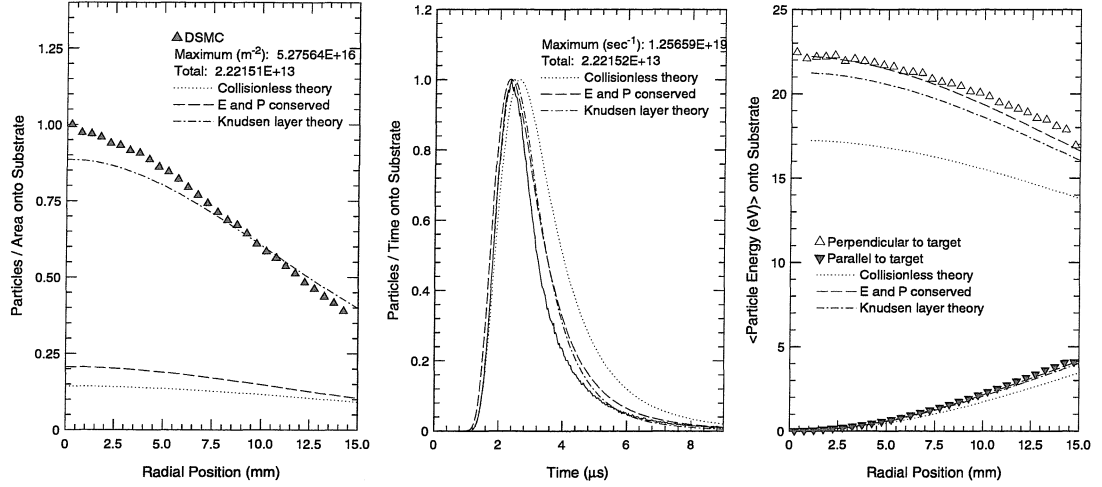 Particles / Area onto Substrate
1.25
1.00
0.75
0.50
0.25
0
DSMC
Maximum (m-2): 5.27564E+16
Total: 2.22151E+13
Collisionless theory
E and P conserved
Knudsen layer theory
0 2.5 5.0 7.5 10.0 12.5 15.0
Radial Position (mm)
Particles / Time onto Substrate
1.2
1.0
0.8
0.6
0.4
0.2
0
Maximum (sec-1): 1.25659E+19
Total: 2.22152E+13
Collisionless theory
E and P conserved
Knudsen layer theory
0 2 4 6 8
Time (μs)
<Particle Energy (eV)> onto Substrate
25
20
15
10
5
0
Perpendicular to target
Parallel to target
Collisionless theory
E and P conserved
Knudsen layer theory
0 2.5 5.0 7.5 10.0 12.5 15.0
Radial Position (mm)